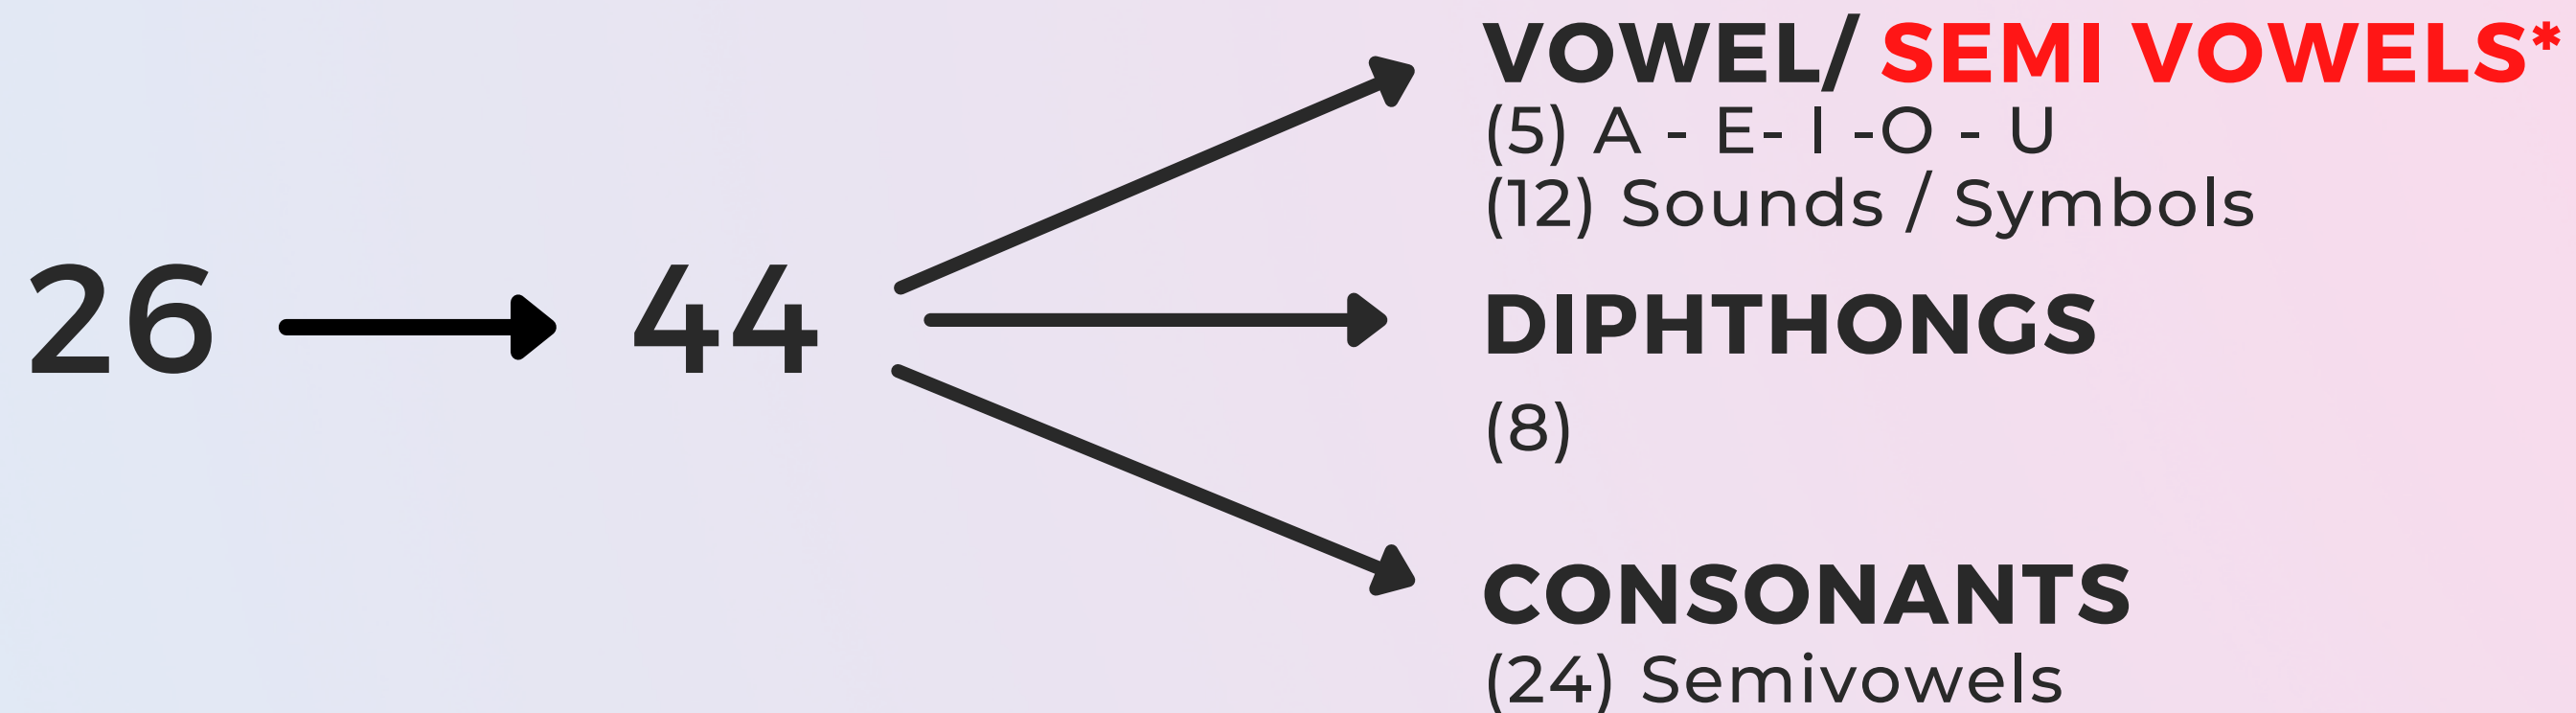 VOWEL/ SEMI VOWELS*
(5) A - E- I -O - U
(12) Sounds / Symbols
26
44
DIPHTHONGS
(8)
CONSONANTS
(24) Semivowels